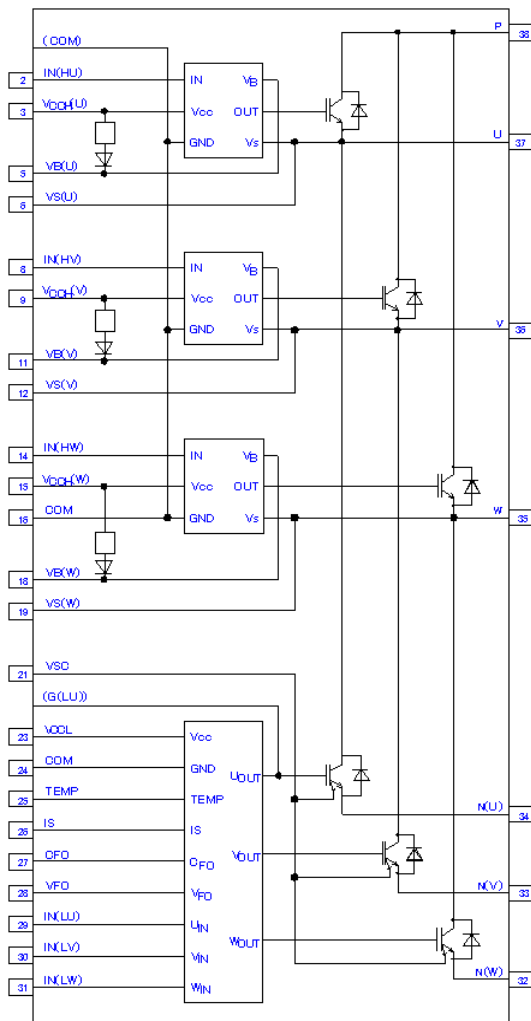 (COM)
P
38
2
IN(HU)
IN
VB
3
VCCH(U)
Vcc
OUT
GND
Vs
U
37
5
VB(U)
6
VS(U)
8
IN(HV)
IN
VB
9
VCCH(V)
Vcc
OUT
GND
Vs
V
36
11
VB(V)
12
VS(V)
14
IN(HW)
IN
VB
15
VCCH(W)
Vcc
OUT
16
COM
GND
Vs
W
35
18
VB(W)
19
VS(W)
21
VSC
(G(LU))
23
VCCL
Vcc
24
COM
GND
UOUT
25
TEMP
TEMP
N(U)
34
26
IS
IS
27
CFO
CFO
VOUT
28
VFO
VFO
N(V)
33
29
IN(LU)
UIN
30
IN(LV)
VIN
WOUT
31
IN(LW)
WIN
N(W)
32